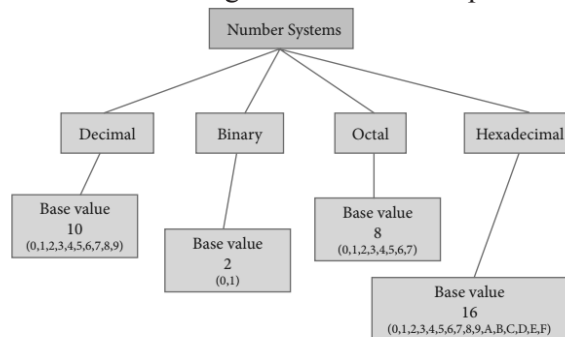 Number Systems
Decimal
Binary
Octal
Hexadecimal
Base value
10
(0,1,2,3,4,5,6,7,8,9)
Base value
2
(0,1)
Base value
8
(0,1,2,3,4,5,6,7)
Base value
16
(0,1,2,3,4,5,6,7,8,9,A,B,C,D,E,F)